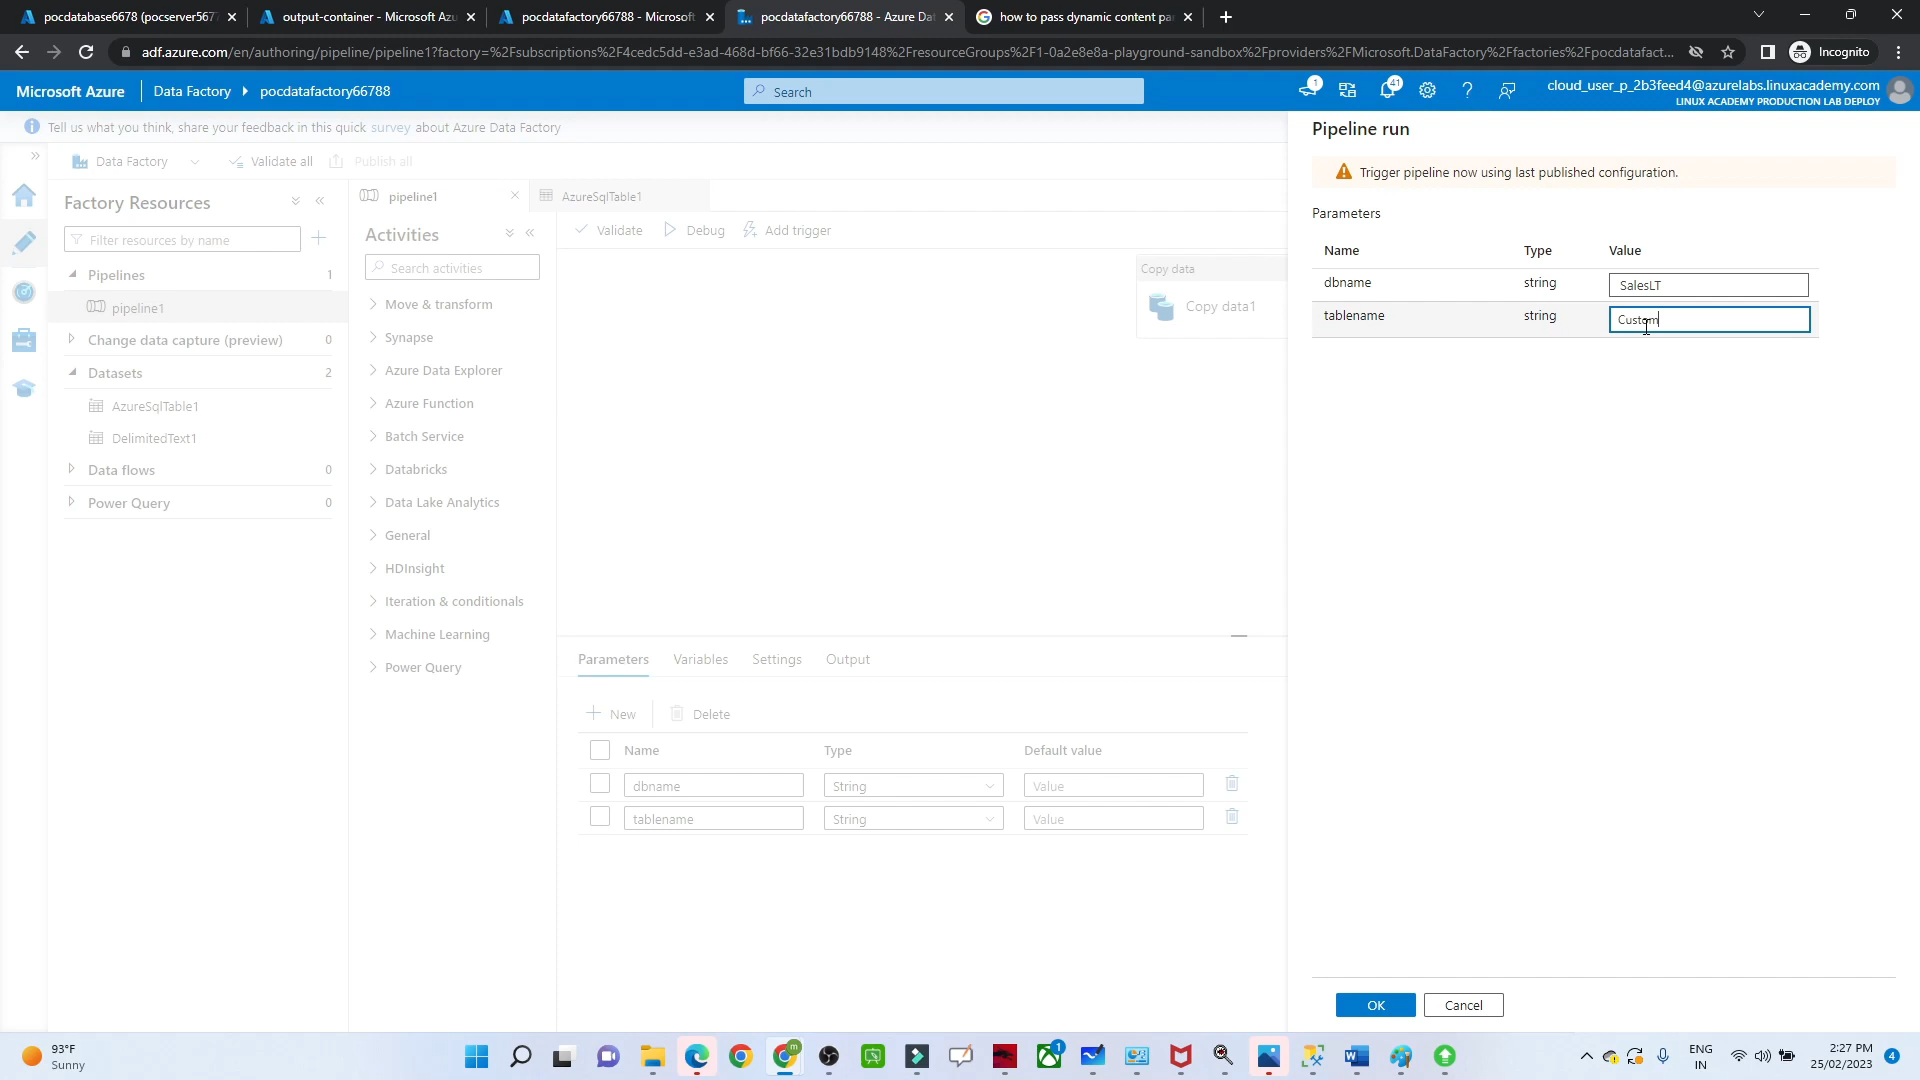 pocdatabase6678 (pocserver567
output-container - Microsoft Azu
pocdatafactory66788 - Microsoft
pocdatafactory66788 - Azure Dat
how to pass dynamic content pa
adf.azure.com/en/authoring/pipeline/pipeline1?factory=%2Fsubscriptions%2F4cedc5dd-e3ad-468d-bf66-32e31bdb9148%2FresourceGroups%2F1-0a2e8e8a-playground-sandbox%2Fproviders%2FMicrosoft.DataFactory%2Ffactories%2Fpocdatafact...
Incognito
Microsoft Azure
Data Factory
pocdatafactory66788
Search
1
41
cloud_user_p_2b3feed4@azurelabs.linuxacademy.com
LINUX ACADEMY PRODUCTION LAB DEPLOY
Tell us what you think, share your feedback in this quick survey about Azure Data Factory
Data Factory
Validate all
Publish all
Factory Resources
Filter resources by name
Pipelines 1
pipeline1
Change data capture (preview) 0
Datasets 2
AzureSqlTable1
DelimitedText1
Data flows 0
Power Query 0
pipeline1
AzureSqlTable1
Activities
Search activities
Move & transform
Synapse
Azure Data Explorer
Azure Function
Batch Service
Databricks
Data Lake Analytics
General
HDInsight
Iteration & conditionals
Machine Learning
Power Query
Validate
Debug
Add trigger
Copy data
Copy data1
Parameters Variables Settings Output
New
Delete
Name Type Default value
dbname String Value
tablename String Value
Pipeline run
Trigger pipeline now using last published configuration.
Parameters
Name Type Value
dbname string SalesLT
tablename string Custom
OK
Cancel
93°F
Sunny
1
ENG
IN
2:27 PM
25/02/2023
4